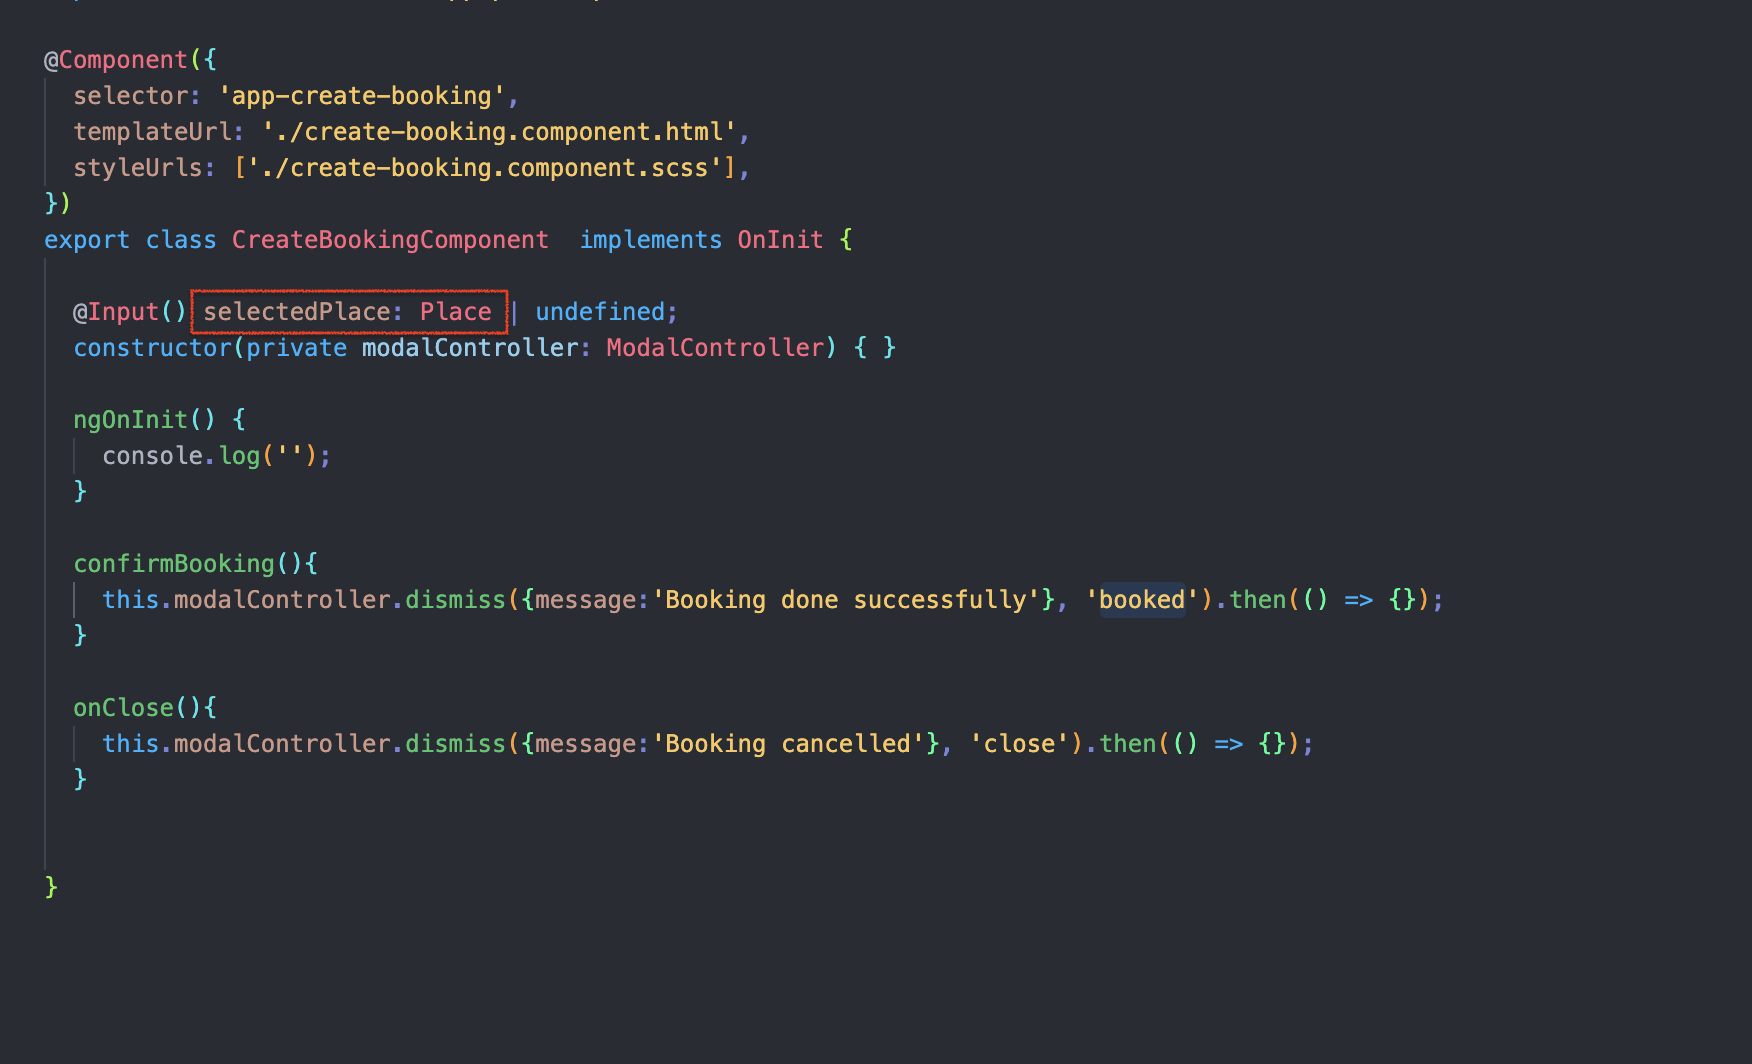 @Component({
  selector: 'app-create-booking',
  templateUrl: './create-booking.component.html',
  styleUrls: ['./create-booking.component.scss'],
})
export class CreateBookingComponent  implements OnInit {
  @Input() selectedPlace: Place | undefined;
  constructor(private modalController: ModalController) { }
  ngOnInit() {
    console.log('');
  }
  confirmBooking(){
    this.modalController.dismiss({message:'Booking done successfully'}, 'booked').then(() => {});
  }
  onClose(){
    this.modalController.dismiss({message:'Booking cancelled'}, 'close').then(() => {});
  }
}